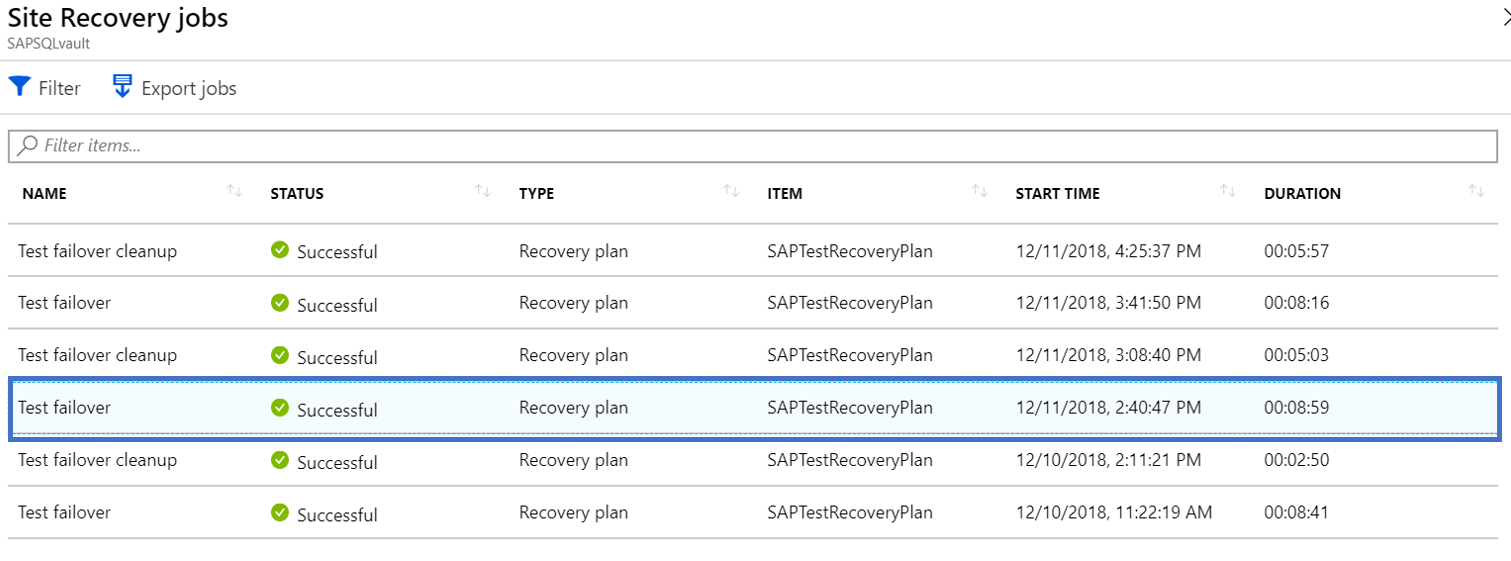 Site Recovery jobs
SAPSQLvault
Filter Export jobs
Filter items...
NAME STATUS TYPE ITEM START TIME DURATION
Test failover cleanup Successful Recovery plan SAPTestRecoveryPlan 12/11/2018, 4:25:37 PM 00:05:57
Test failover Successful Recovery plan SAPTestRecoveryPlan 12/11/2018, 3:41:50 PM 00:08:16
Test failover cleanup Successful Recovery plan SAPTestRecoveryPlan 12/11/2018, 3:08:40 PM 00:05:03
Test failover Successful Recovery plan SAPTestRecoveryPlan 12/11/2018, 2:40:47 PM 00:08:59
Test failover cleanup Successful Recovery plan SAPTestRecoveryPlan 12/10/2018, 2:11:21 PM 00:02:50
Test failover Successful Recovery plan SAPTestRecoveryPlan 12/10/2018, 11:22:19 AM 00:08:41